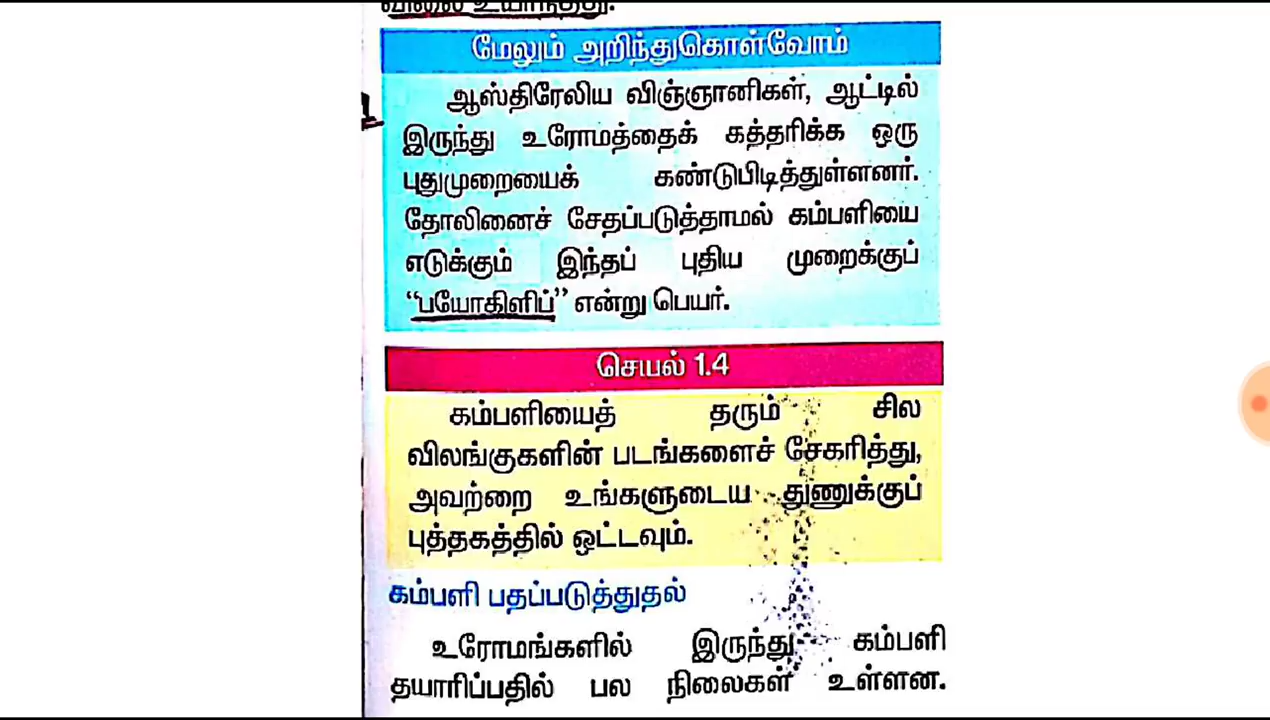 விலை உயர்ந்தது.
மேலும் அறிந்துகொள்வோம்
ஆஸ்திரேலிய விஞ்ஞானிகள், ஆட்டில்
இருந்து உரோமத்தைக் கத்தரிக்க ஒரு
புதுமுறையைக் கண்டுபிடித்துள்ளனர்.
தோலினைச் சேதப்படுத்தாமல் கம்பளியை
எடுக்கும் இந்தப் புதிய முறைக்குப்
“பயோகிளிப்” என்று பெயர்.
செயல் 1.4
கம்பளியைத் தரும் சில
விலங்குகளின் படங்களைச் சேகரித்து,
அவற்றை உங்களுடைய துணுக்குப்
புத்தகத்தில் ஒட்டவும்.
கம்பளி பதப்படுத்துதல்
உரோமங்களில் இருந்து கம்பளி
தயாரிப்பதில் பல நிலைகள் உள்ளன.